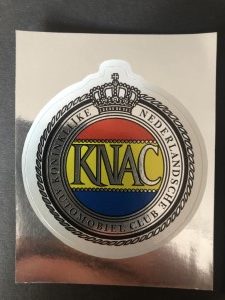 KONINKLIJKE NEDERLANDSCHE
KNAC
AUTOMOBIEL CLUB